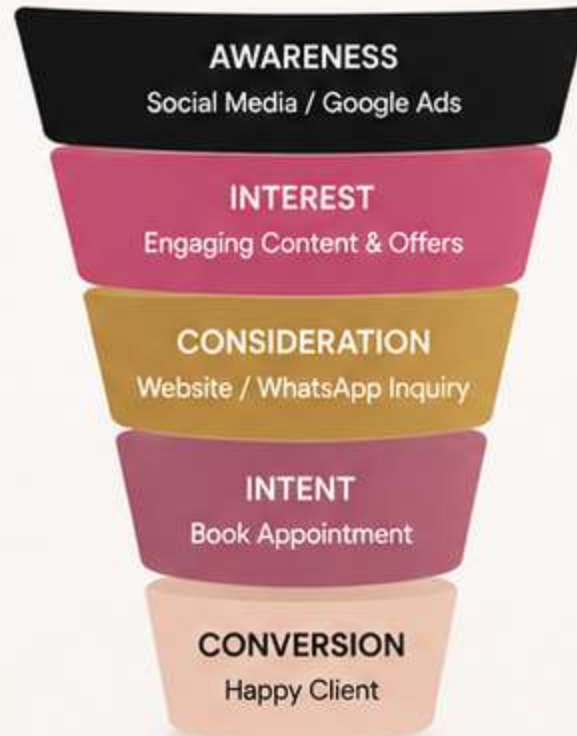 AWARENESS
Social Media / Google Ads
INTEREST
Engaging Content & Offers
CONSIDERATION
Website / WhatsApp Inquiry
INTENT
Book Appointment
CONVERSION
Happy Client